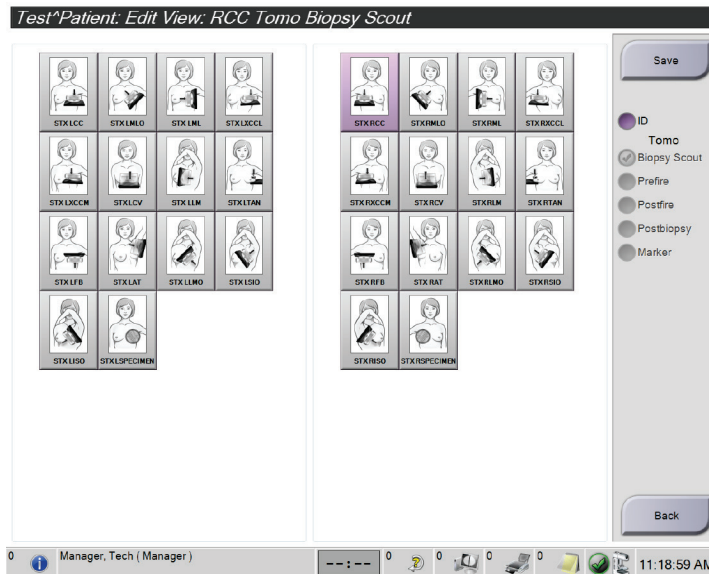 Test^Patient: Edit View: RCC Tomo Biopsy Scout
STX LCC STX LMLO STX LML STX LXCCL
STX LXCCM STX LCV STX LLM STX LTAN
STX LFB STX LAT STX LLMO STX LSIO
STX LISO STX LSPECIMEN
STX RCC STX RMLO STX RML STX RXCCL
STX RXCCM STX RCV STX RLM STX RTAN
STX RFB STX RAT STX RLMO STX RSIO
STX RISO STX RSPECIMEN
Save
ID
Tomo
Biopsy Scout
Prefire
Postfire
Postbiopsy
Marker
Back
0 Manager, Tech ( Manager ) --:-- 0 0 0 0 11:18:59 AM